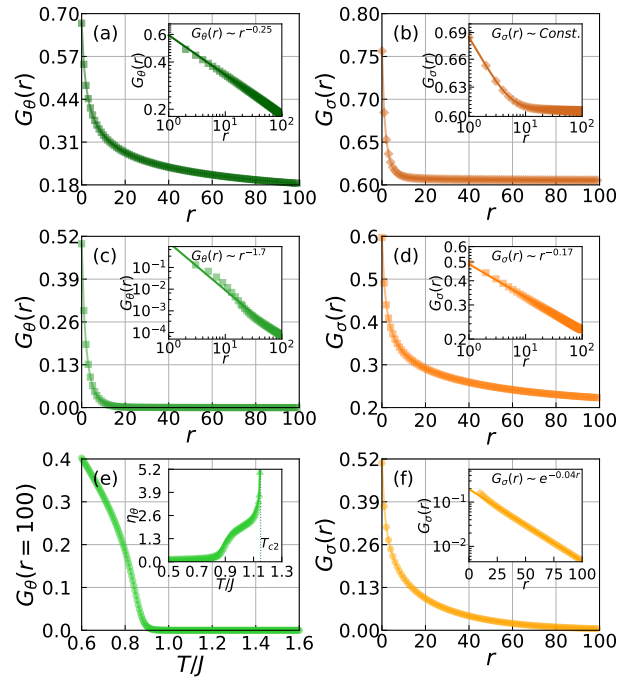 (a)
G_θ(r)
0.67
0.57
0.44
0.31
0.18
0 20 40 60 80 100
r
G_θ(r) ~ r^{-0.25}
G_θ(r)
0.6
0.4
0.2
10^0 10^1 10^2
r
(b)
G_σ(r)
0.80
0.75
0.70
0.65
0.60
0 20 40 60 80 100
r
G_σ(r) ~ Const.
G_σ(r)
0.69
0.66
0.63
0.60
10^0 10^1 10^2
r
(c)
G_θ(r)
0.52
0.39
0.26
0.13
0.00
0 20 40 60 80 100
r
G_θ(r) ~ r^{-1.7}
G_θ(r)
10^{-1}
10^{-2}
10^{-3}
10^{-4}
10^0 10^1 10^2
r
(d)
G_σ(r)
0.6
0.5
0.4
0.3
0.2
0 20 40 60 80 100
r
G_σ(r) ~ r^{-0.17}
G_σ(r)
0.6
0.5
0.4
0.3
0.2
10^0 10^1 10^2
r
(e)
G_θ(r = 100)
0.4
0.3
0.2
0.1
0.0
0.6 0.8 1.0 1.2 1.4 1.6
T/J
η_θ
5.2
3.9
2.6
1.3
0.0
0.5 0.7 0.9 1.1 1.3
T/J
T_{c2}
(f)
G_σ(r)
0.52
0.39
0.26
0.13
0.00
0 20 40 60 80 100
r
G_σ(r) ~ e^{-0.04r}
G_σ(r)
10^{-1}
10^{-2}
0 25 50 75 100
r